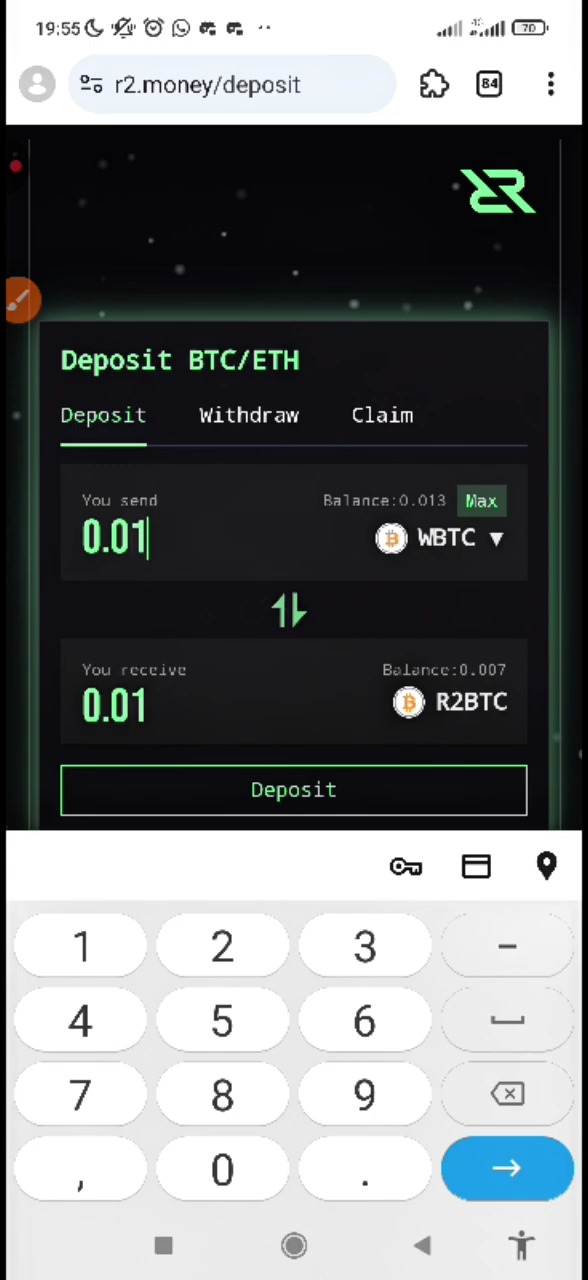 19:55
4G
70
r2.money/deposit
84
Deposit BTC/ETH
Deposit Withdraw Claim
You send Balance:0.013 Max
0.01 WBTC ▼
You receive Balance:0.007
0.01 R2BTC
Deposit
1 2 3 –
4 5 6
7 8 9
, 0 .